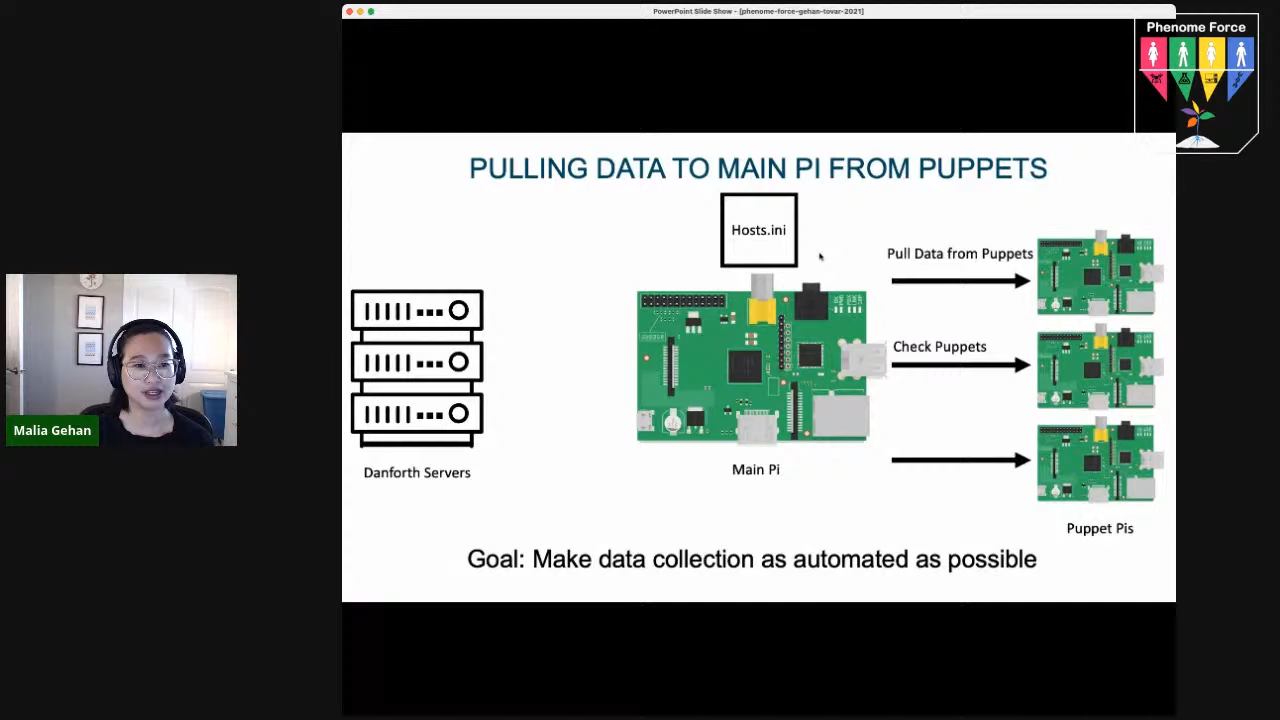 PowerPoint Slide Show - [phenome-force-gehan-tovar-2021]
Phenome Force
PULLING DATA TO MAIN PI FROM PUPPETS
Hosts.ini
Pull Data from Puppets
Check Puppets
Malia Gehan
Danforth Servers
Main Pi
Puppet Pis
Goal: Make data collection as automated as possible